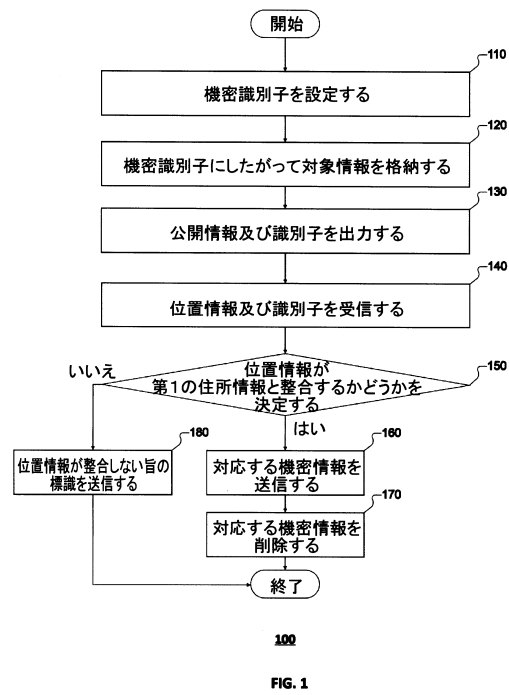 開始
110
機密識別子を設定する
120
機密識別子にしたがって対象情報を格納する
130
公開情報及び識別子を出力する
140
位置情報及び識別子を受信する
150
位置情報が
第1の住所情報と整合するかどうかを
決定する
いいえ
はい
180
位置情報が整合しない旨の
標識を送信する
160
対応する機密情報を
送信する
170
対応する機密情報を
削除する
終了
100
FIG. 1